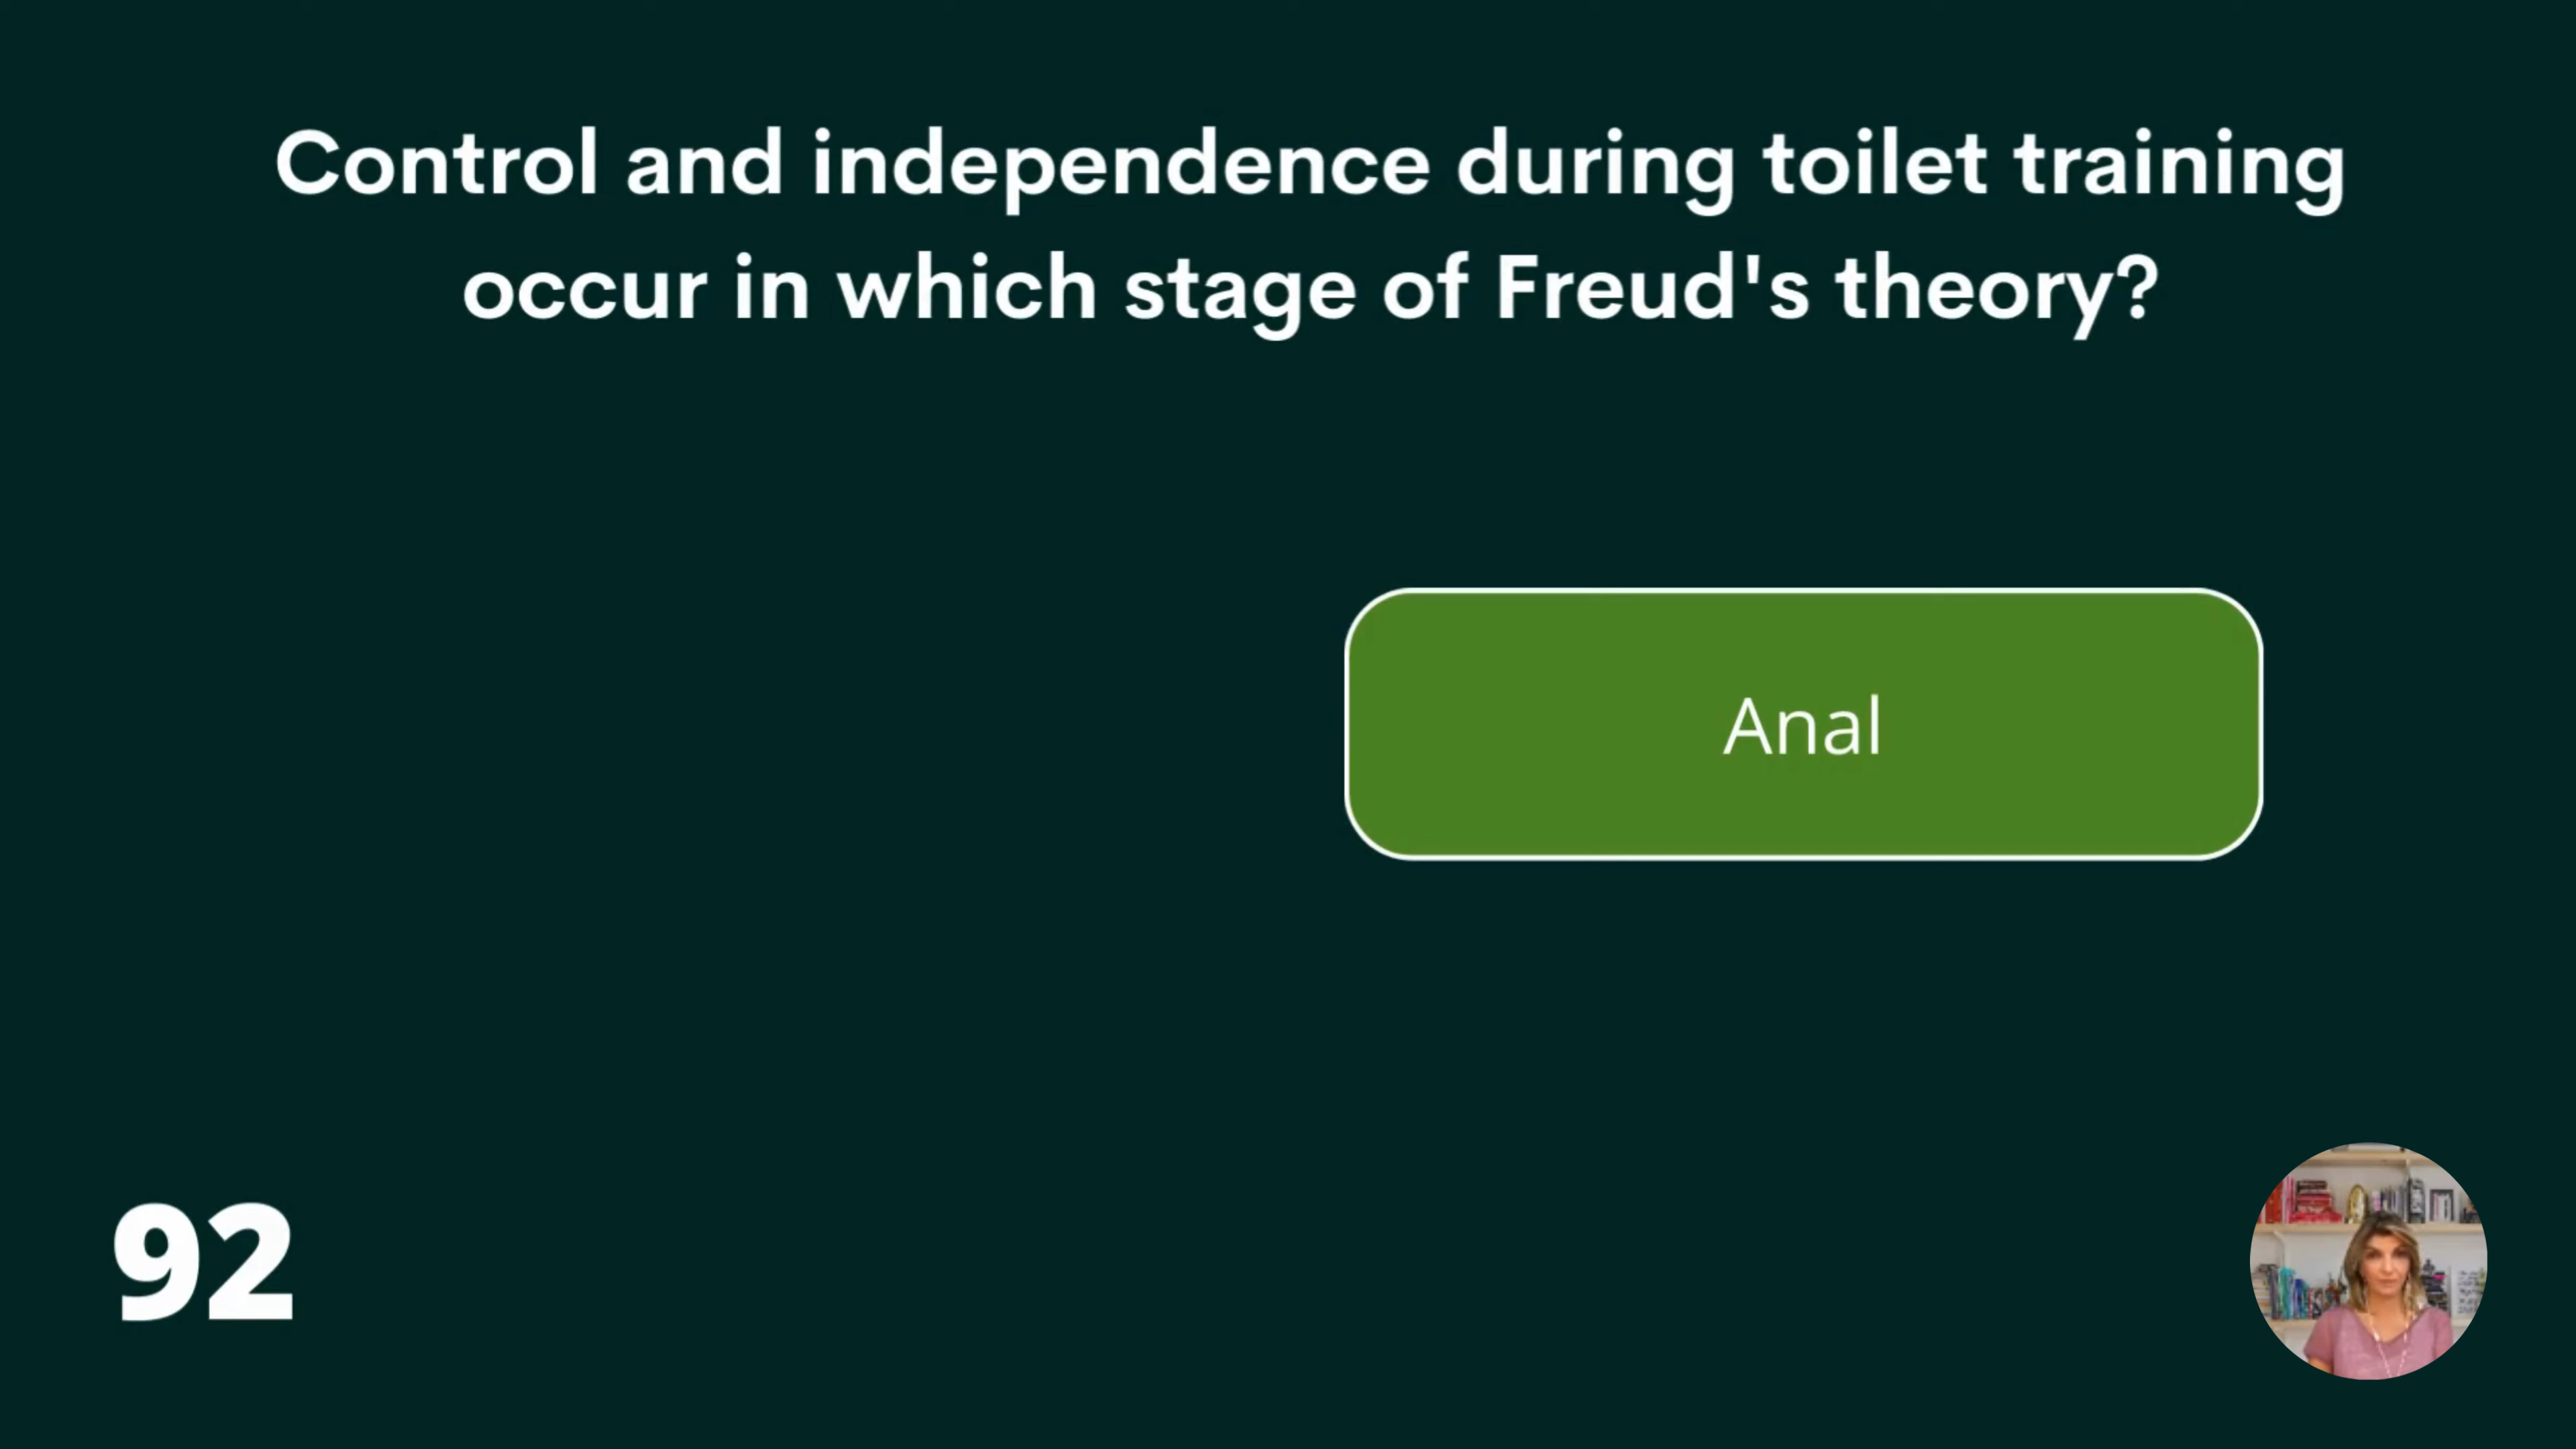 Control and independence during toilet training
occur in which stage of Freud's theory?
Anal
92